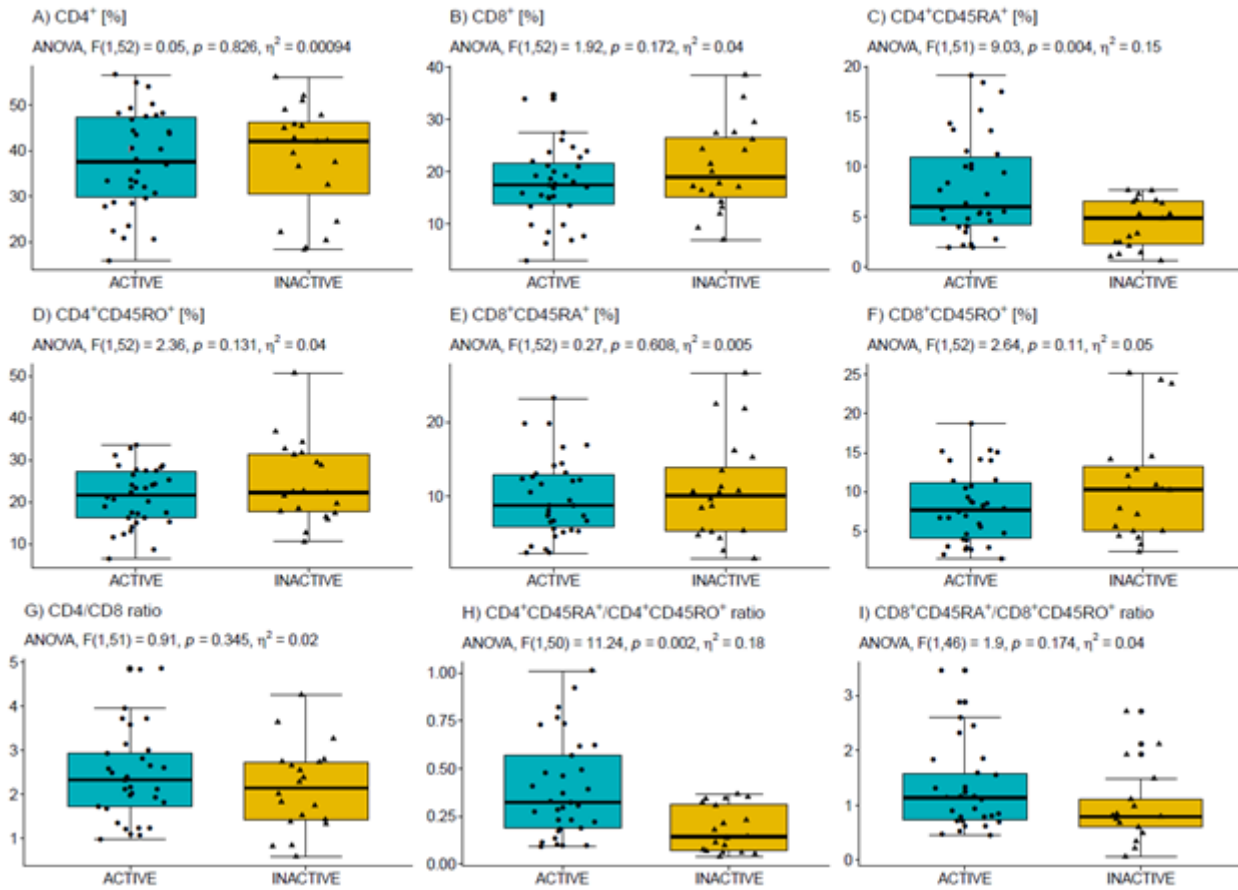 A) CD4⁺ [%]
ANOVA, F(1,52) = 0.05, p = 0.826, η² = 0.00094
50
40
30
20
ACTIVE INACTIVE
B) CD8⁺ [%]
ANOVA, F(1,52) = 1.92, p = 0.172, η² = 0.04
40
30
20
10
ACTIVE INACTIVE
C) CD4⁺CD45RA⁺ [%]
ANOVA, F(1,51) = 9.03, p = 0.004, η² = 0.15
20
15
10
5
0
ACTIVE INACTIVE
D) CD4⁺CD45RO⁺ [%]
ANOVA, F(1,52) = 2.36, p = 0.131, η² = 0.04
50
40
30
20
10
ACTIVE INACTIVE
E) CD8⁺CD45RA⁺ [%]
ANOVA, F(1,52) = 0.27, p = 0.608, η² = 0.005
20
10
0
ACTIVE INACTIVE
F) CD8⁺CD45RO⁺ [%]
ANOVA, F(1,52) = 2.64, p = 0.11, η² = 0.05
25
20
15
10
5
ACTIVE INACTIVE
G) CD4/CD8 ratio
ANOVA, F(1,51) = 0.91, p = 0.345, η² = 0.02
5
4
3
2
1
ACTIVE INACTIVE
H) CD4⁺CD45RA⁺/CD4⁺CD45RO⁺ ratio
ANOVA, F(1,50) = 11.24, p = 0.002, η² = 0.18
1.00
0.75
0.50
0.25
0.00
ACTIVE INACTIVE
I) CD8⁺CD45RA⁺/CD8⁺CD45RO⁺ ratio
ANOVA, F(1,46) = 1.9, p = 0.174, η² = 0.04
3
2
1
0
ACTIVE INACTIVE